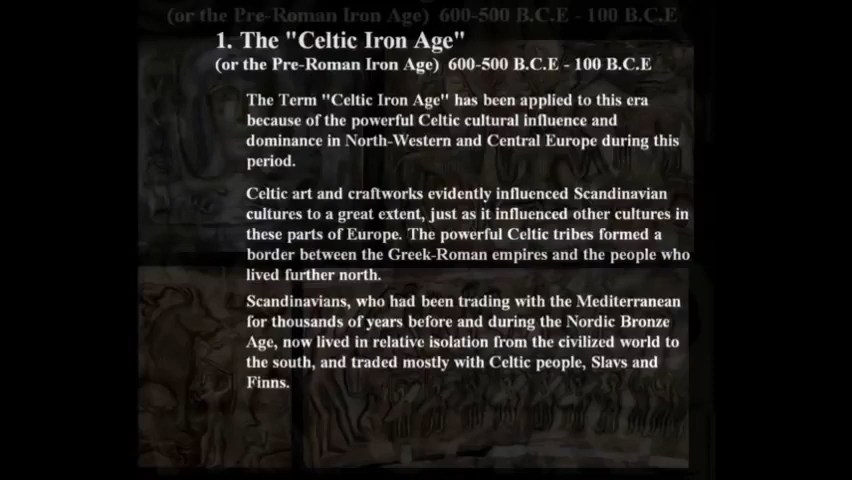 (or the Pre-Roman Iron Age) 600-500 B.C.E - 100 B.C.E
1. The "Celtic Iron Age"
(or the Pre-Roman Iron Age) 600-500 B.C.E - 100 B.C.E
The Term "Celtic Iron Age" has been applied to this era
because of the powerful Celtic cultural influence and
dominance in North-Western and Central Europe during this
period.
Celtic art and craftworks evidently influenced Scandinavian
cultures to a great extent, just as it influenced other cultures in
these parts of Europe. The powerful Celtic tribes formed a
border between the Greek-Roman empires and the people who
lived further north.
Scandinavians, who had been trading with the Mediterranean
for thousands of years before and during the Nordic Bronze
Age, now lived in relative isolation from the civilized world to
the south, and traded mostly with Celtic people, Slavs and
Finns.